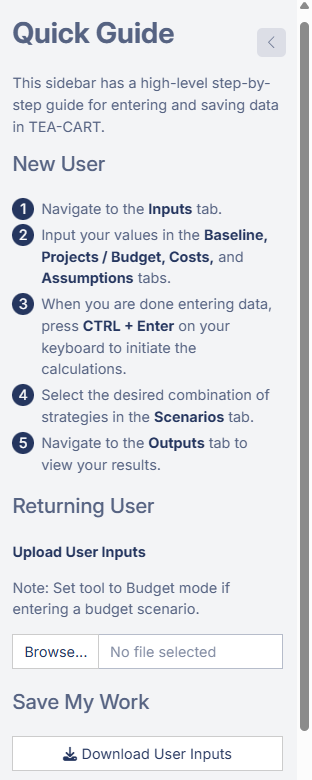 Quick Guide
This sidebar has a high-level step-by-
step guide for entering and saving data
in TEA-CART.
New User
1 Navigate to the Inputs tab.
2 Input your values in the Baseline,
Projects / Budget, Costs, and
Assumptions tabs.
3 When you are done entering data,
press CTRL + Enter on your
keyboard to initiate the
calculations.
4 Select the desired combination of
strategies in the Scenarios tab.
5 Navigate to the Outputs tab to
view your results.
Returning User
Upload User Inputs
Note: Set tool to Budget mode if
entering a budget scenario.
Browse... No file selected
Save My Work
Download User Inputs